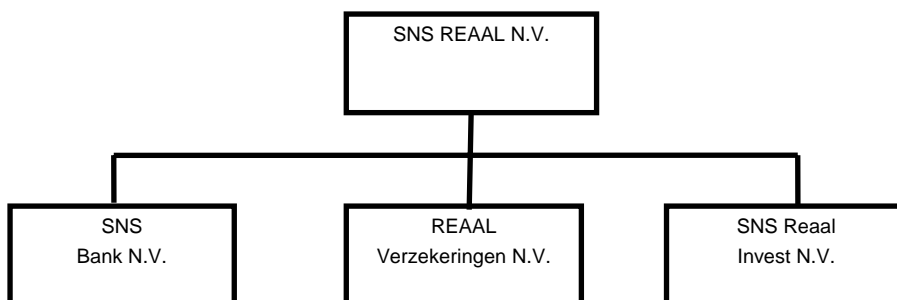 SNS REAAL N.V.
SNS
Bank N.V.
REAAL
Verzekeringen N.V.
SNS Reaal
Invest N.V.